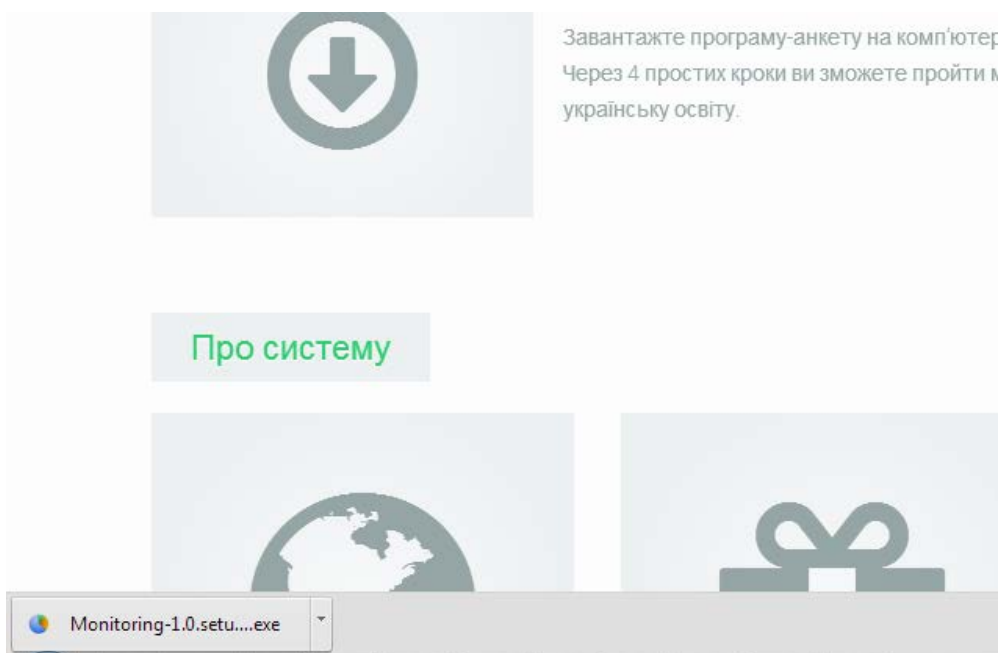 Завантажте програму-анкету на комп'ютер
Через 4 простих кроки ви зможете пройти
українську освіту.
Про систему
Monitoring-1.0.setu....exe